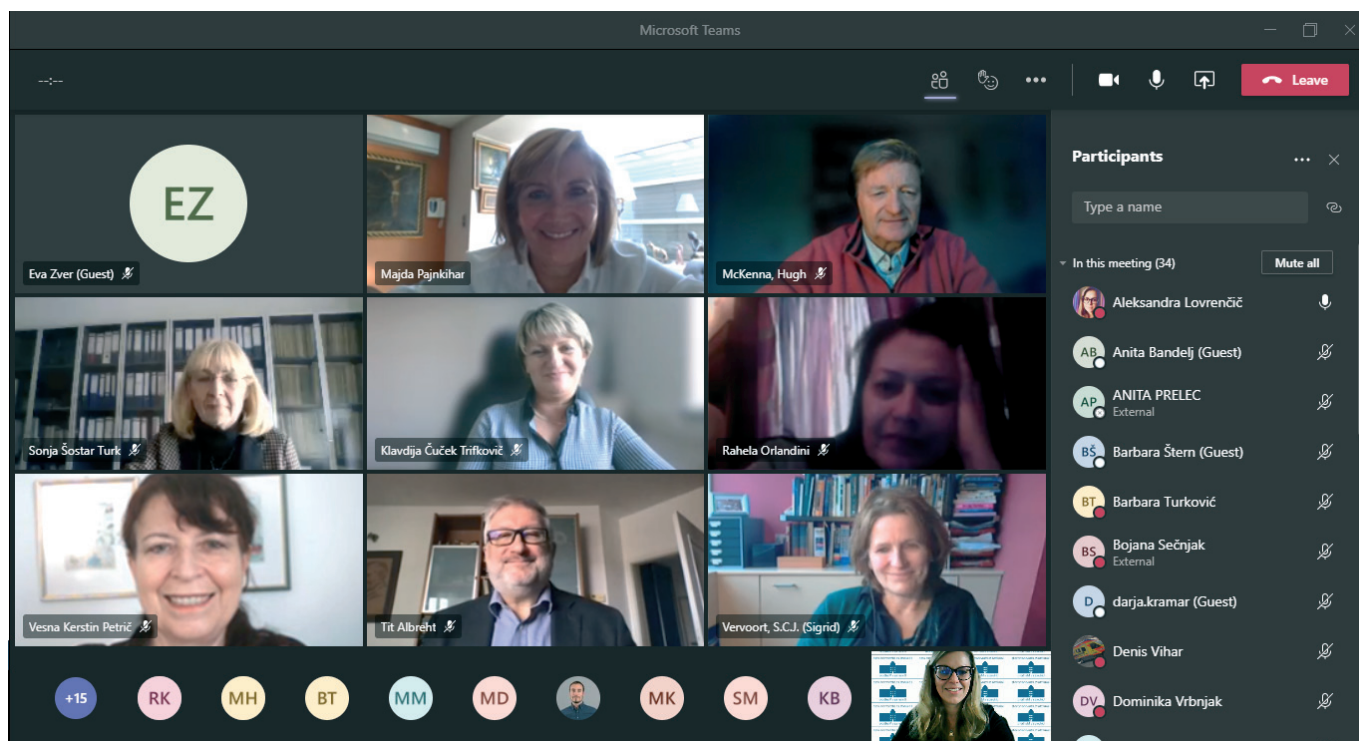 Microsoft Teams
--:--
Leave
EZ
Eva Zver (Guest)
Majda Pajnkihar
McKenna, Hugh
Sonja Šostar Turk
Klavdija Čuček Trifkovič
Rahela Orlandini
Vesna Kerstin Petrič
Tit Albreht
Vervoort, S.C.J. (Sigrid)
+15
RK
MH
BT
MM
MD
MK
SM
KB
Participants
Type a name
In this meeting (34)
Mute all
Aleksandra Lovrenčič
AB
Anita Bandelj (Guest)
AP
ANITA PRELEC
External
BŠ
Barbara Štern (Guest)
BT
Barbara Turković
BS
Bojana Sečnjak
External
D
darja.kramar (Guest)
Denis Vihar
DV
Dominika Vrbnjak